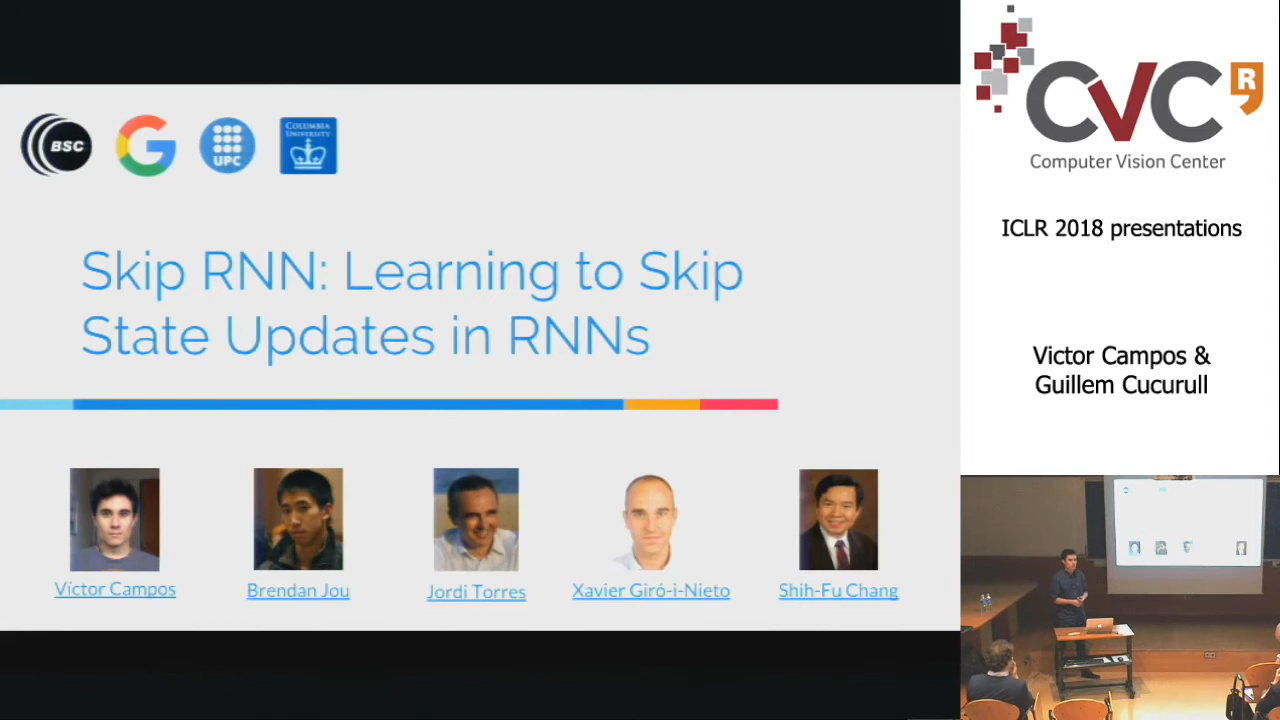 BSC
UPC
COLUMBIA
UNIVERSITY
Skip RNN: Learning to Skip
State Updates in RNNs
Víctor Campos
Brendan Jou
Jordi Torres
Xavier Giró-i-Nieto
Shih-Fu Chang
CVC R
Computer Vision Center
ICLR 2018 presentations
Victor Campos &
Guillem Cucurull